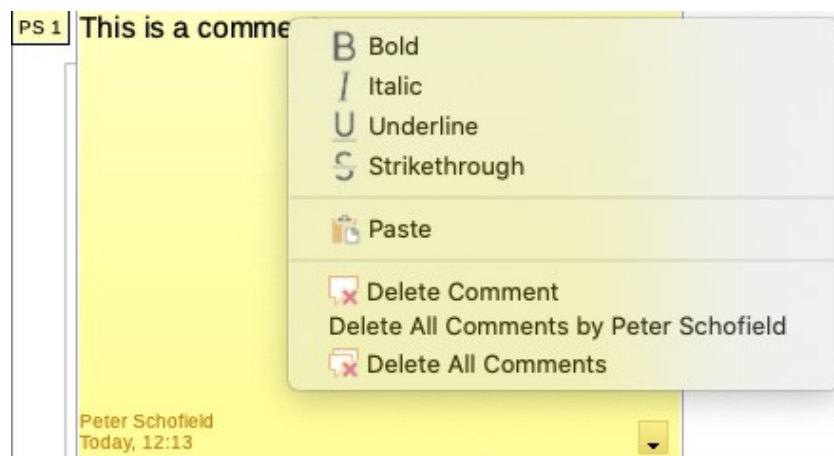 PS 1
This is a comme
Bold
Italic
Underline
Strikethrough
Paste
Delete Comment
Delete All Comments by Peter Schofield
Delete All Comments
Peter Schofield
Today, 12:13